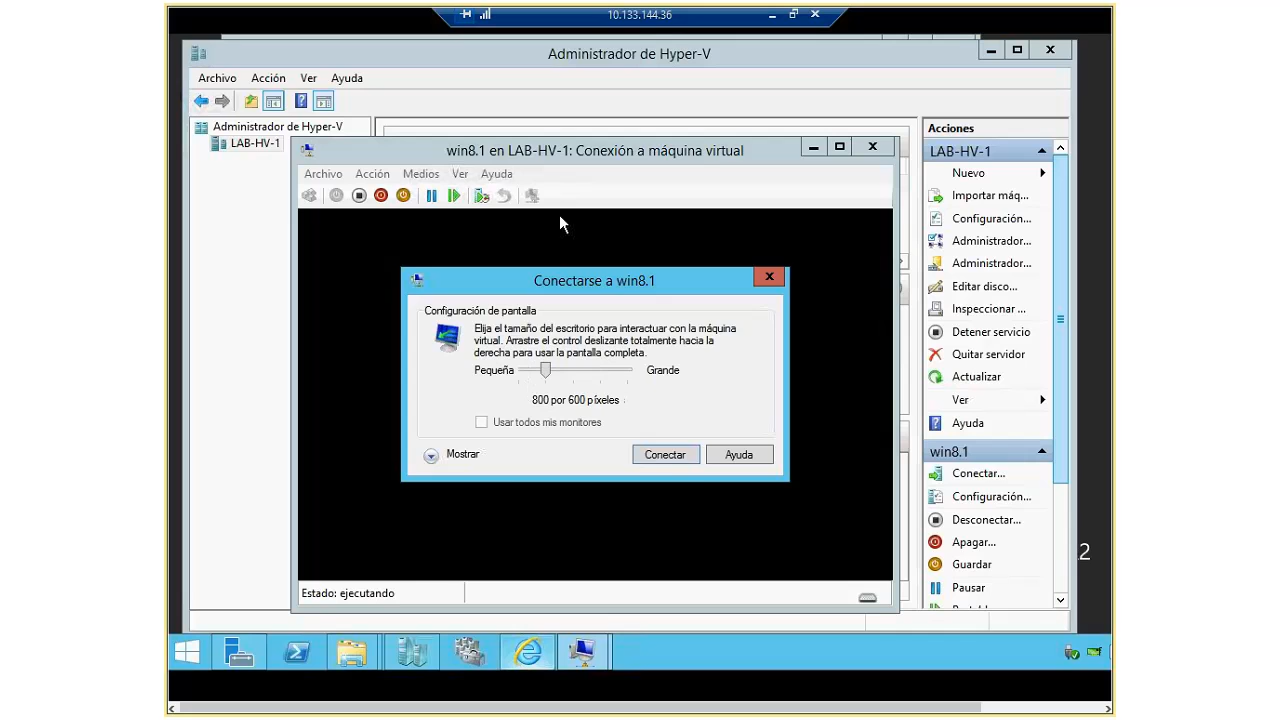 10.133.144.36
Administrador de Hyper-V
Archivo Acción Ver Ayuda
Administrador de Hyper-V
LAB-HV-1
win8.1 en LAB-HV-1: Conexión a máquina virtual
Archivo Acción Medios Ver Ayuda
Conectarse a win8.1
Configuración de pantalla
Elija el tamaño del escritorio para interactuar con la máquina
virtual. Arrastre el control deslizante totalmente hacia la
derecha para usar la pantalla completa.
Pequeña Grande
800 por 600 píxeles
Usar todos mis monitores
Mostrar Conectar Ayuda
Estado: ejecutando
Acciones
LAB-HV-1
Nuevo
Importar máq...
Configuración...
Administrador...
Administrador...
Editar disco...
Inspeccionar ...
Detener servicio
Quitar servidor
Actualizar
Ver
Ayuda
win8.1
Conectar...
Configuración...
Desconectar...
Apagar...
Guardar
Pausar
2